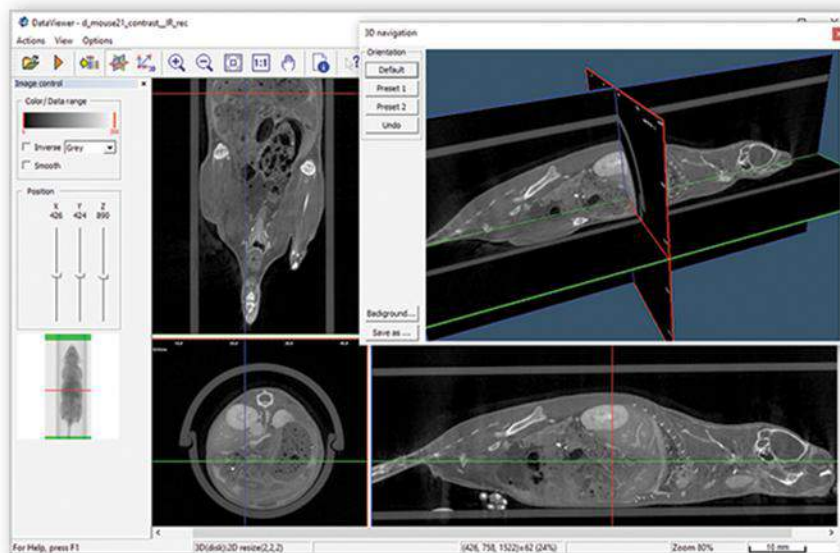 DataViewer - d_mouse21_contrast__IR_rec
Actions View Options
Image control
Color/Data range
Inverse Grey
Smooth
Position
X Y Z
426 424 890
3D navigation
Orientation
Default
Preset 1
Preset 2
Undo
Background...
Save as ...
For Help, press F1
3D(disk):2D resize(2,2,2)
(426, 758, 1522)=62 (24%)
Zoom 80%
10 mm